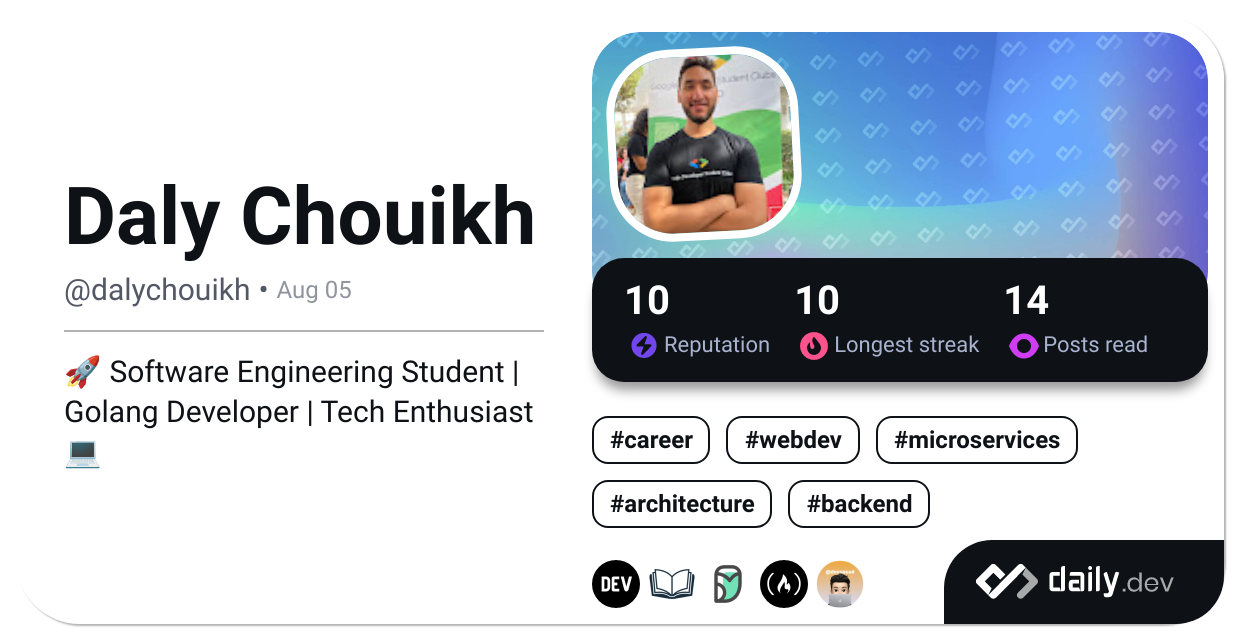 Daly Chouikh
@dalychouikh • Aug 05
🚀 Software Engineering Student |
Golang Developer | Tech Enthusiast
💻
10 10 14
Reputation Longest streak Posts read
#career #webdev #microservices
#architecture #backend
DEV
daily.dev